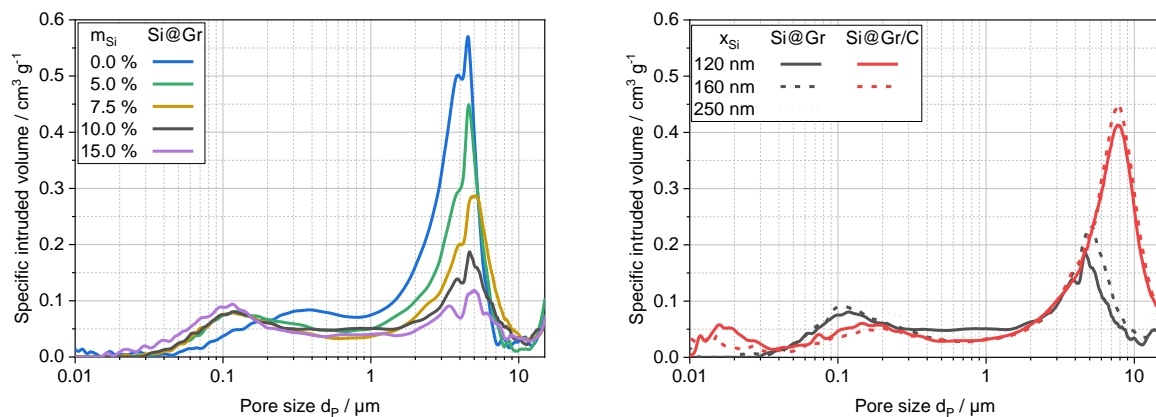 0.6
0.5
0.4
0.3
0.2
0.1
0.0
Specific intruded volume / cm³ g⁻¹
m_Si Si@Gr
0.0 %
5.0 %
7.5 %
10.0 %
15.0 %
0.01 0.1 1 10
Pore size d_P / µm
0.6
0.5
0.4
0.3
0.2
0.1
0.0
Specific intruded volume / cm³ g⁻¹
x_Si Si@Gr Si@Gr/C
120 nm
160 nm
250 nm
0.01 0.1 1 10
Pore size d_P / µm